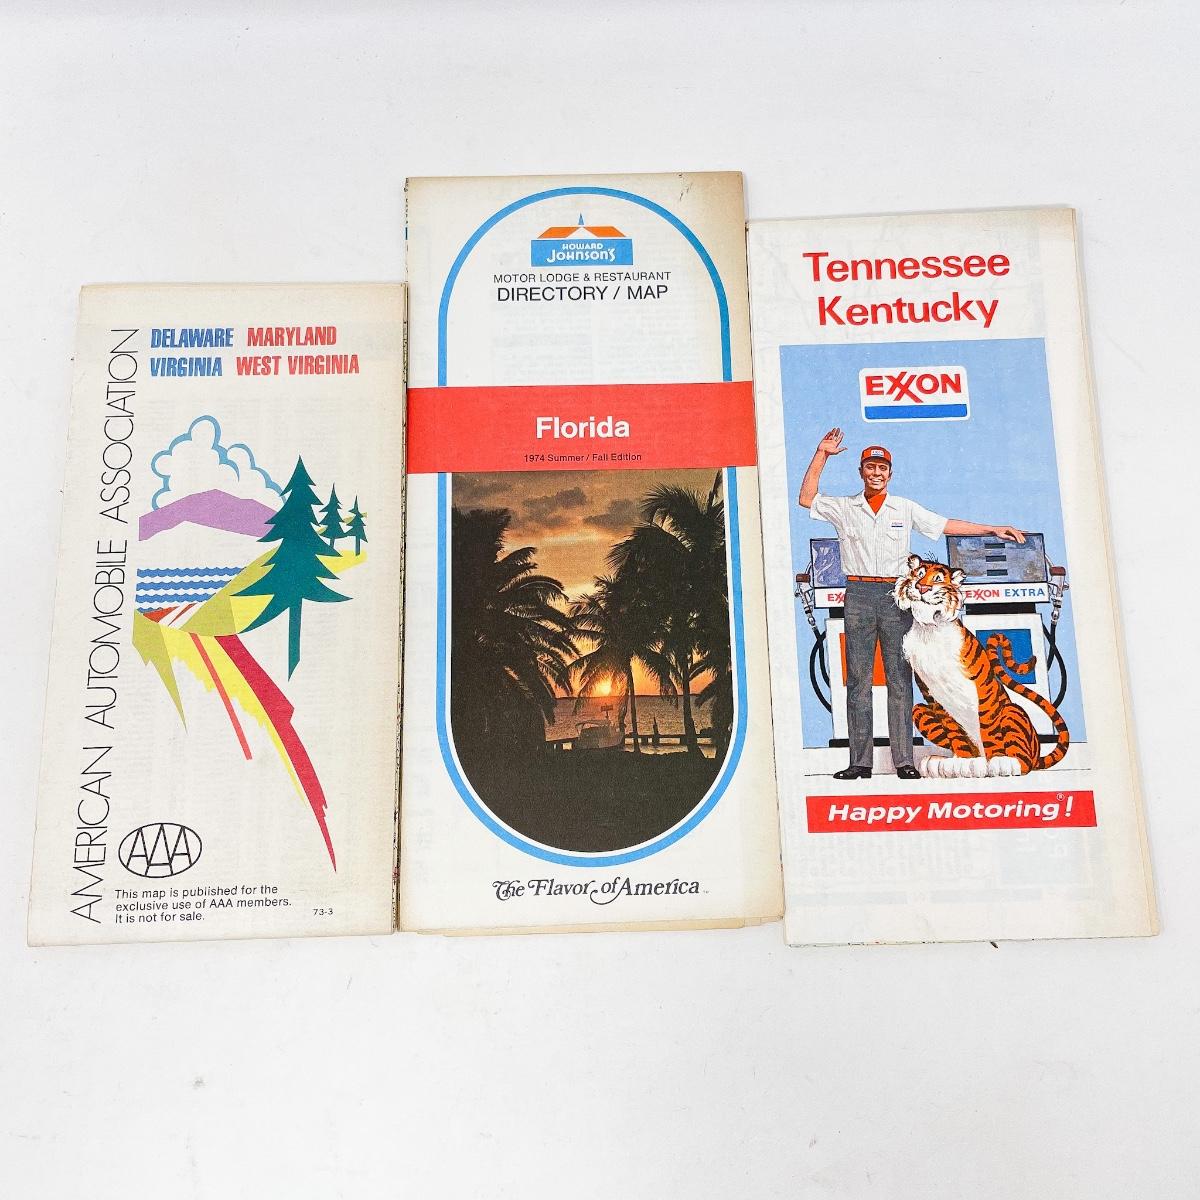 AMERICAN AUTOMOBILE ASSOCIATION
DELAWARE MARYLAND
VIRGINIA WEST VIRGINIA
AAA
This map is published for the
exclusive use of AAA members.
It is not for sale.
73-3
HOWARD
JOHNSON'S
MOTOR LODGE & RESTAURANT
DIRECTORY / MAP
Florida
1974 Summer / Fall Edition
The Flavor of America
Tennessee
Kentucky
EXXON
EXXON EXTRA
Happy Motoring®!